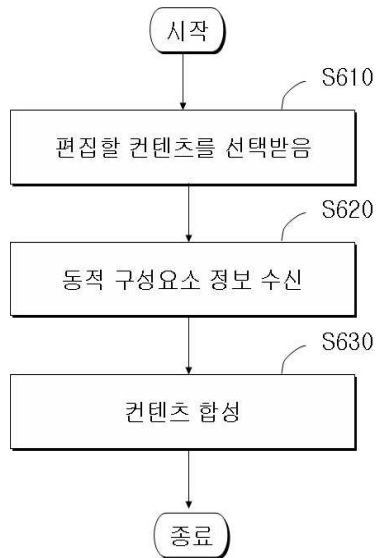 시작
S610
편집할 컨텐츠를 선택받음
S620
동적 구성요소 정보 수신
S630
컨텐츠 합성
종료